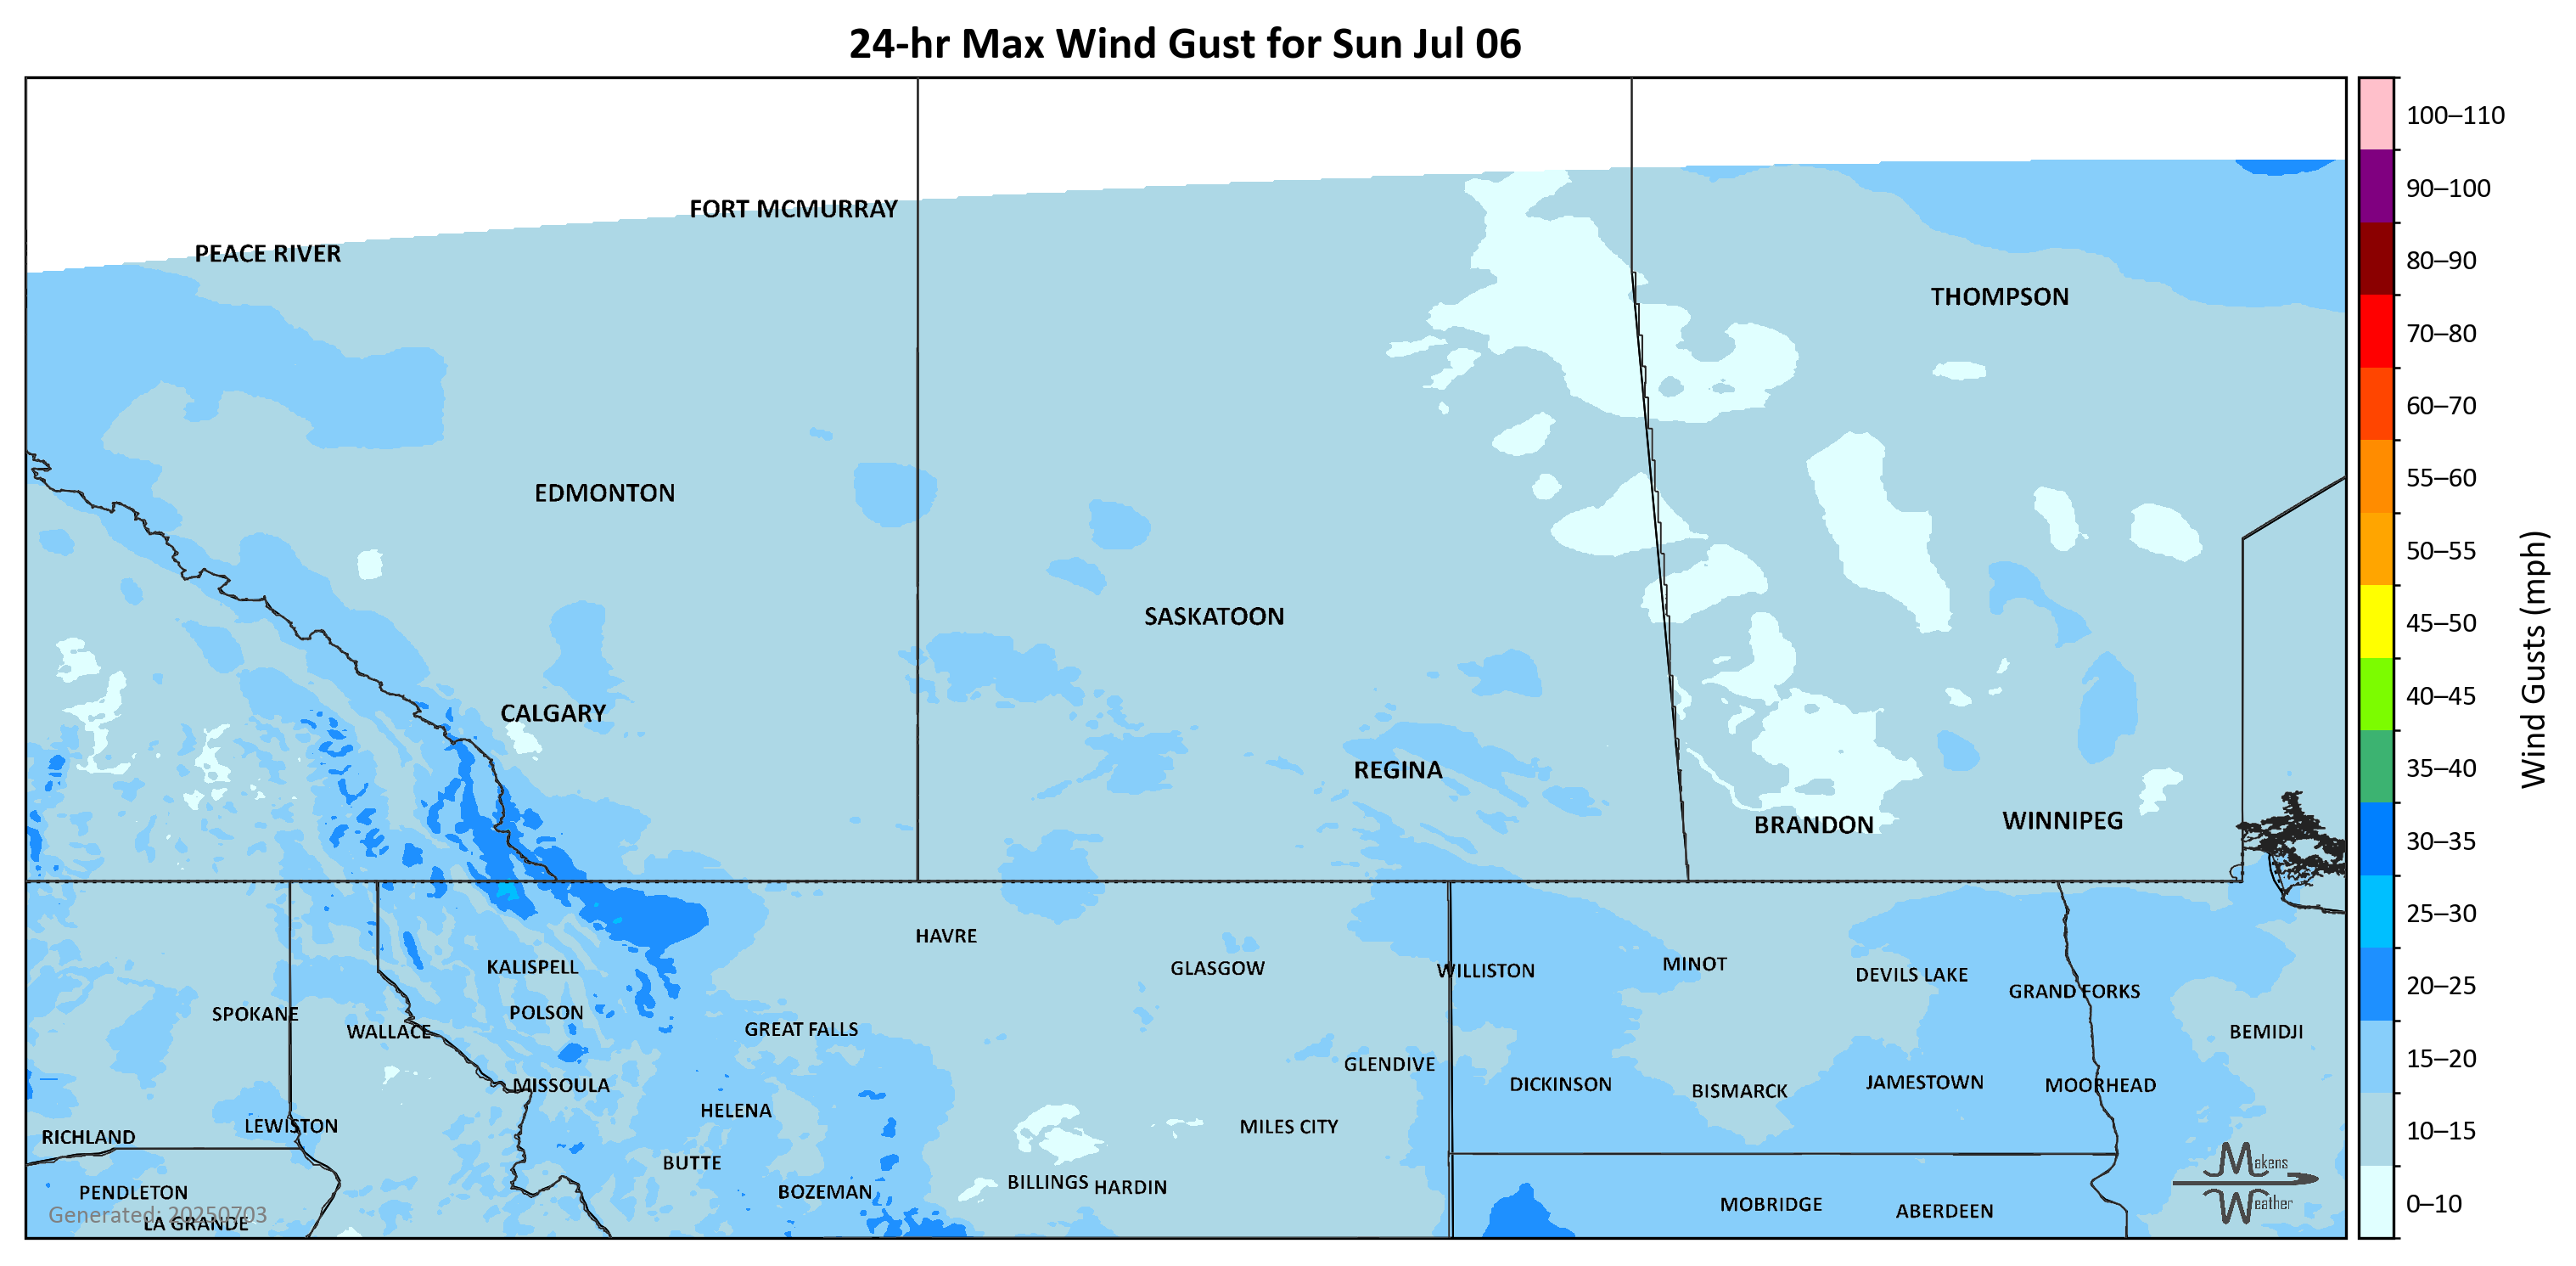 24-hr Max Wind Gust for Sun Jul 06
100–110
90–100
80–90
70–80
60–70
55–60
50–55
45–50
40–45
35–40
30–35
25–30
20–25
15–20
10–15
0–10
Wind Gusts (mph)
FORT MCMURRAY
PEACE RIVER
THOMPSON
EDMONTON
SASKATOON
CALGARY
REGINA
BRANDON
WINNIPEG
HAVRE
KALISPELL
GLASGOW
WILLISTON
MINOT
DEVILS LAKE
GRAND FORKS
SPOKANE
POLSON
WALLACE
GREAT FALLS
BEMIDJI
GLENDIVE
MISSOULA
DICKINSON
BISMARCK
JAMESTOWN
MOORHEAD
HELENA
LEWISTON
MILES CITY
RICHLAND
BUTTE
BILLINGS
HARDIN
PENDLETON
BOZEMAN
MOBRIDGE
ABERDEEN
Generated: 20250703
LA GRANDE
Makens
Weather